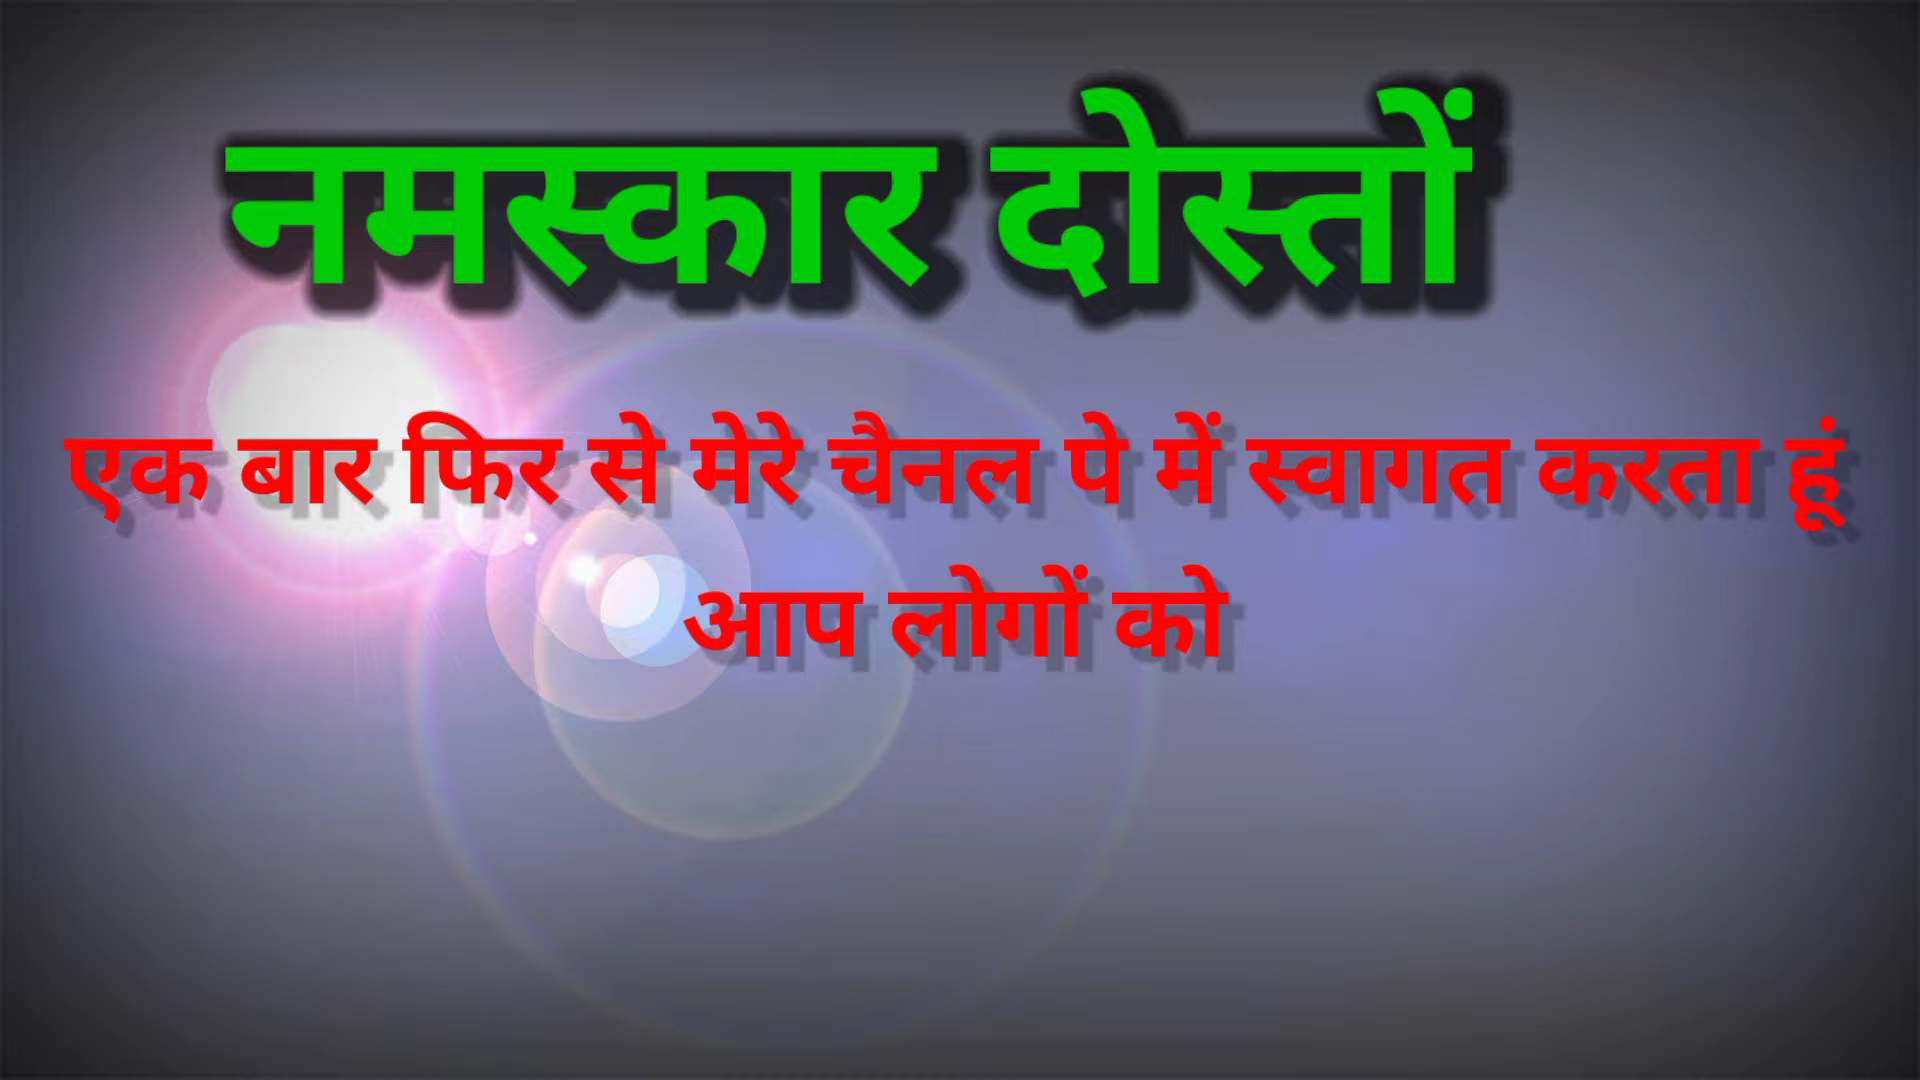 नमस्कार दोस्तों
एक बार फिर से मेरे चैनल पे में स्वागत करता हूं
आप लोगों को